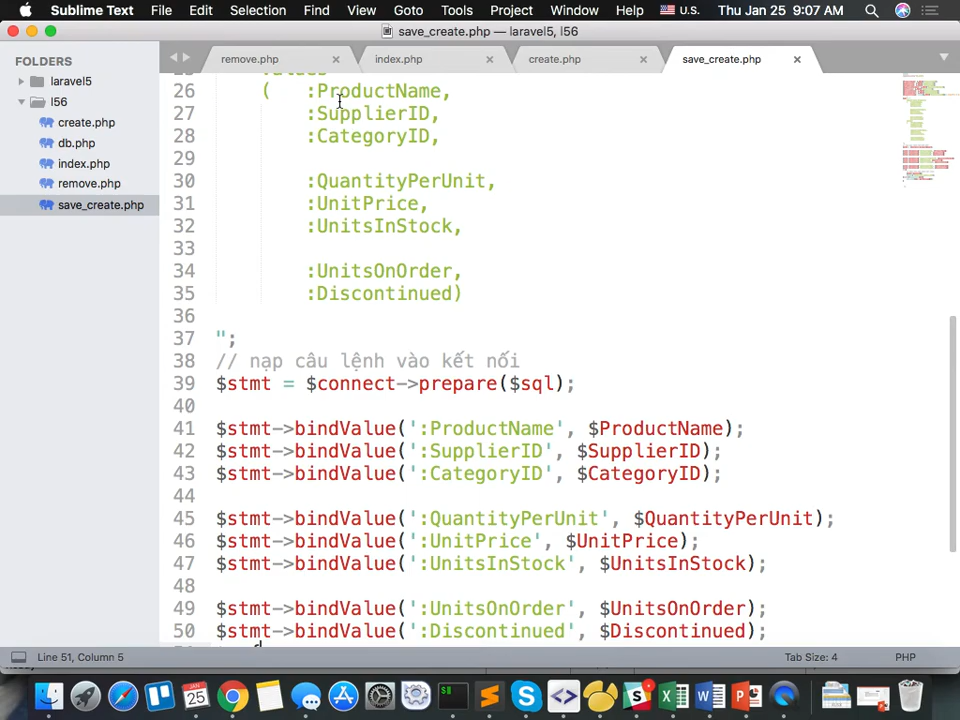 Sublime Text File Edit Selection Find View Goto Tools Project Window Help U.S. Thu Jan 25 9:07 AM
save_create.php — laravel5, l56
FOLDERS
laravel5
l56
create.php
db.php
index.php
remove.php
save_create.php
remove.php × index.php × create.php × save_create.php ×
26 ( :ProductName,
27 :SupplierID,
28 :CategoryID,
29
30 :QuantityPerUnit,
31 :UnitPrice,
32 :UnitsInStock,
33
34 :UnitsOnOrder,
35 :Discontinued)
36
37 ";
38 // nạp câu lệnh vào kết nối
39 $stmt = $connect->prepare($sql);
40
41 $stmt->bindValue(':ProductName', $ProductName);
42 $stmt->bindValue(':SupplierID', $SupplierID);
43 $stmt->bindValue(':CategoryID', $CategoryID);
44
45 $stmt->bindValue(':QuantityPerUnit', $QuantityPerUnit);
46 $stmt->bindValue(':UnitPrice', $UnitPrice);
47 $stmt->bindValue(':UnitsInStock', $UnitsInStock);
48
49 $stmt->bindValue(':UnitsOnOrder', $UnitsOnOrder);
50 $stmt->bindValue(':Discontinued', $Discontinued);
Line 51, Column 5 Tab Size: 4 PHP